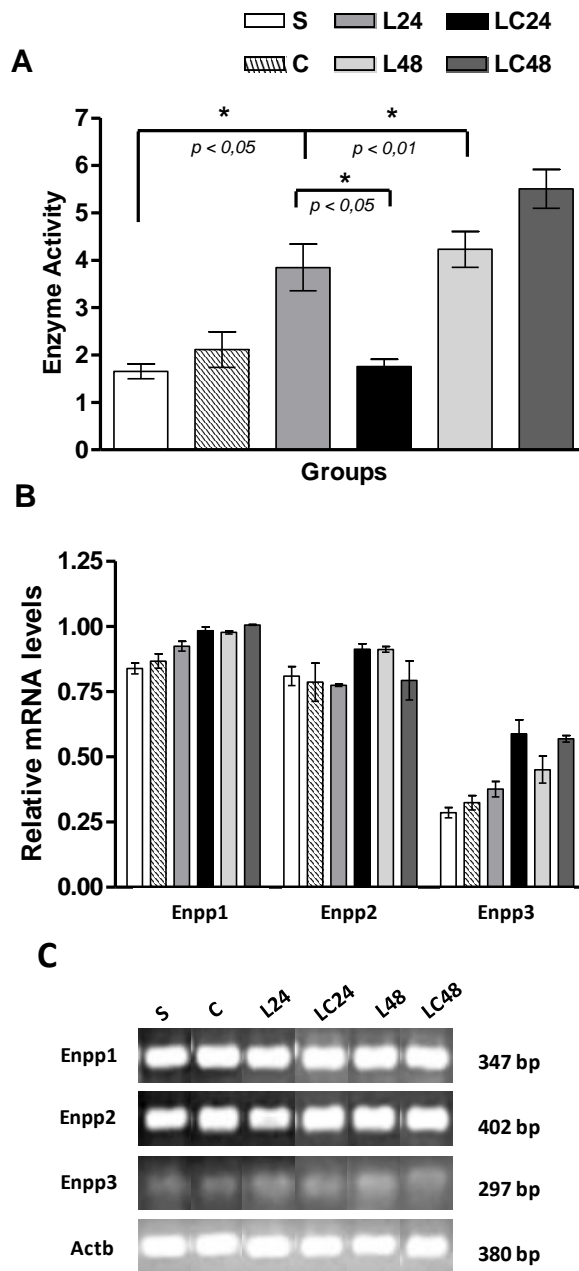 S L24 LC24
C L48 LC48
A
7
6
5
4
3
2
1
0
Enzyme Activity
*
p < 0,05
*
p < 0,01
*
p < 0,05
Groups
B
1.25
1.00
0.75
0.50
0.25
0.00
Relative mRNA levels
Enpp1 Enpp2 Enpp3
C
S C L24 LC24 L48 LC48
Enpp1 347 bp
Enpp2 402 bp
Enpp3 297 bp
Actb 380 bp